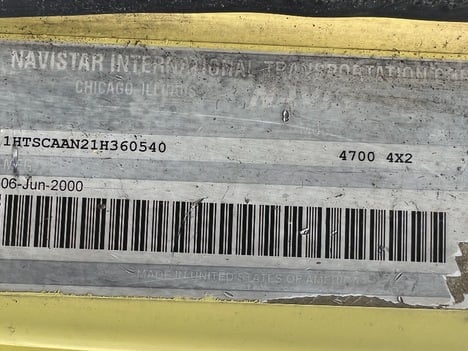 NAVISTAR INTERNATIONAL TRANSPORTATION
CHICAGO, ILLINOIS
1HTSCAAN21H360540 4700 4X2
06-Jun-2000
MADE IN UNITED STATES OF AMERICA